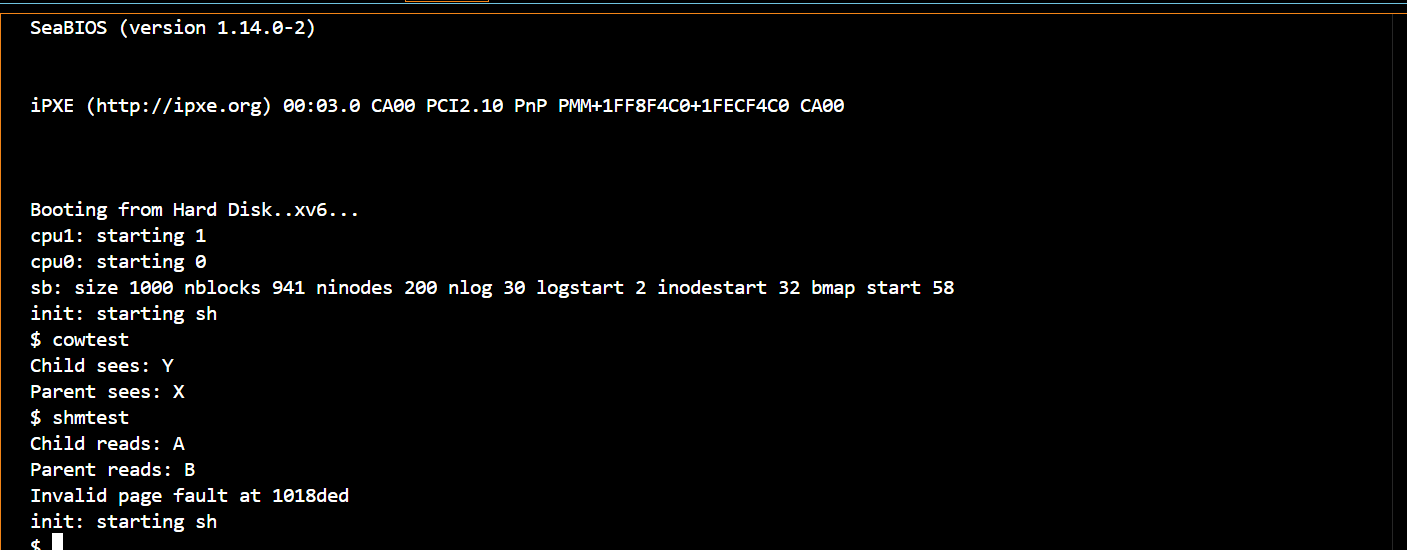 SeaBIOS (version 1.14.0-2)
iPXE (http://ipxe.org) 00:03.0 CA00 PCI2.10 PnP PMM+1FF8F4C0+1FECF4C0 CA00
Booting from Hard Disk..xv6...
cpu1: starting 1
cpu0: starting 0
sb: size 1000 nblocks 941 ninodes 200 nlog 30 logstart 2 inodestart 32 bmap start 58
init: starting sh
$ cowtest
Child sees: Y
Parent sees: X
$ shmtest
Child reads: A
Parent reads: B
Invalid page fault at 1018ded
init: starting sh
$